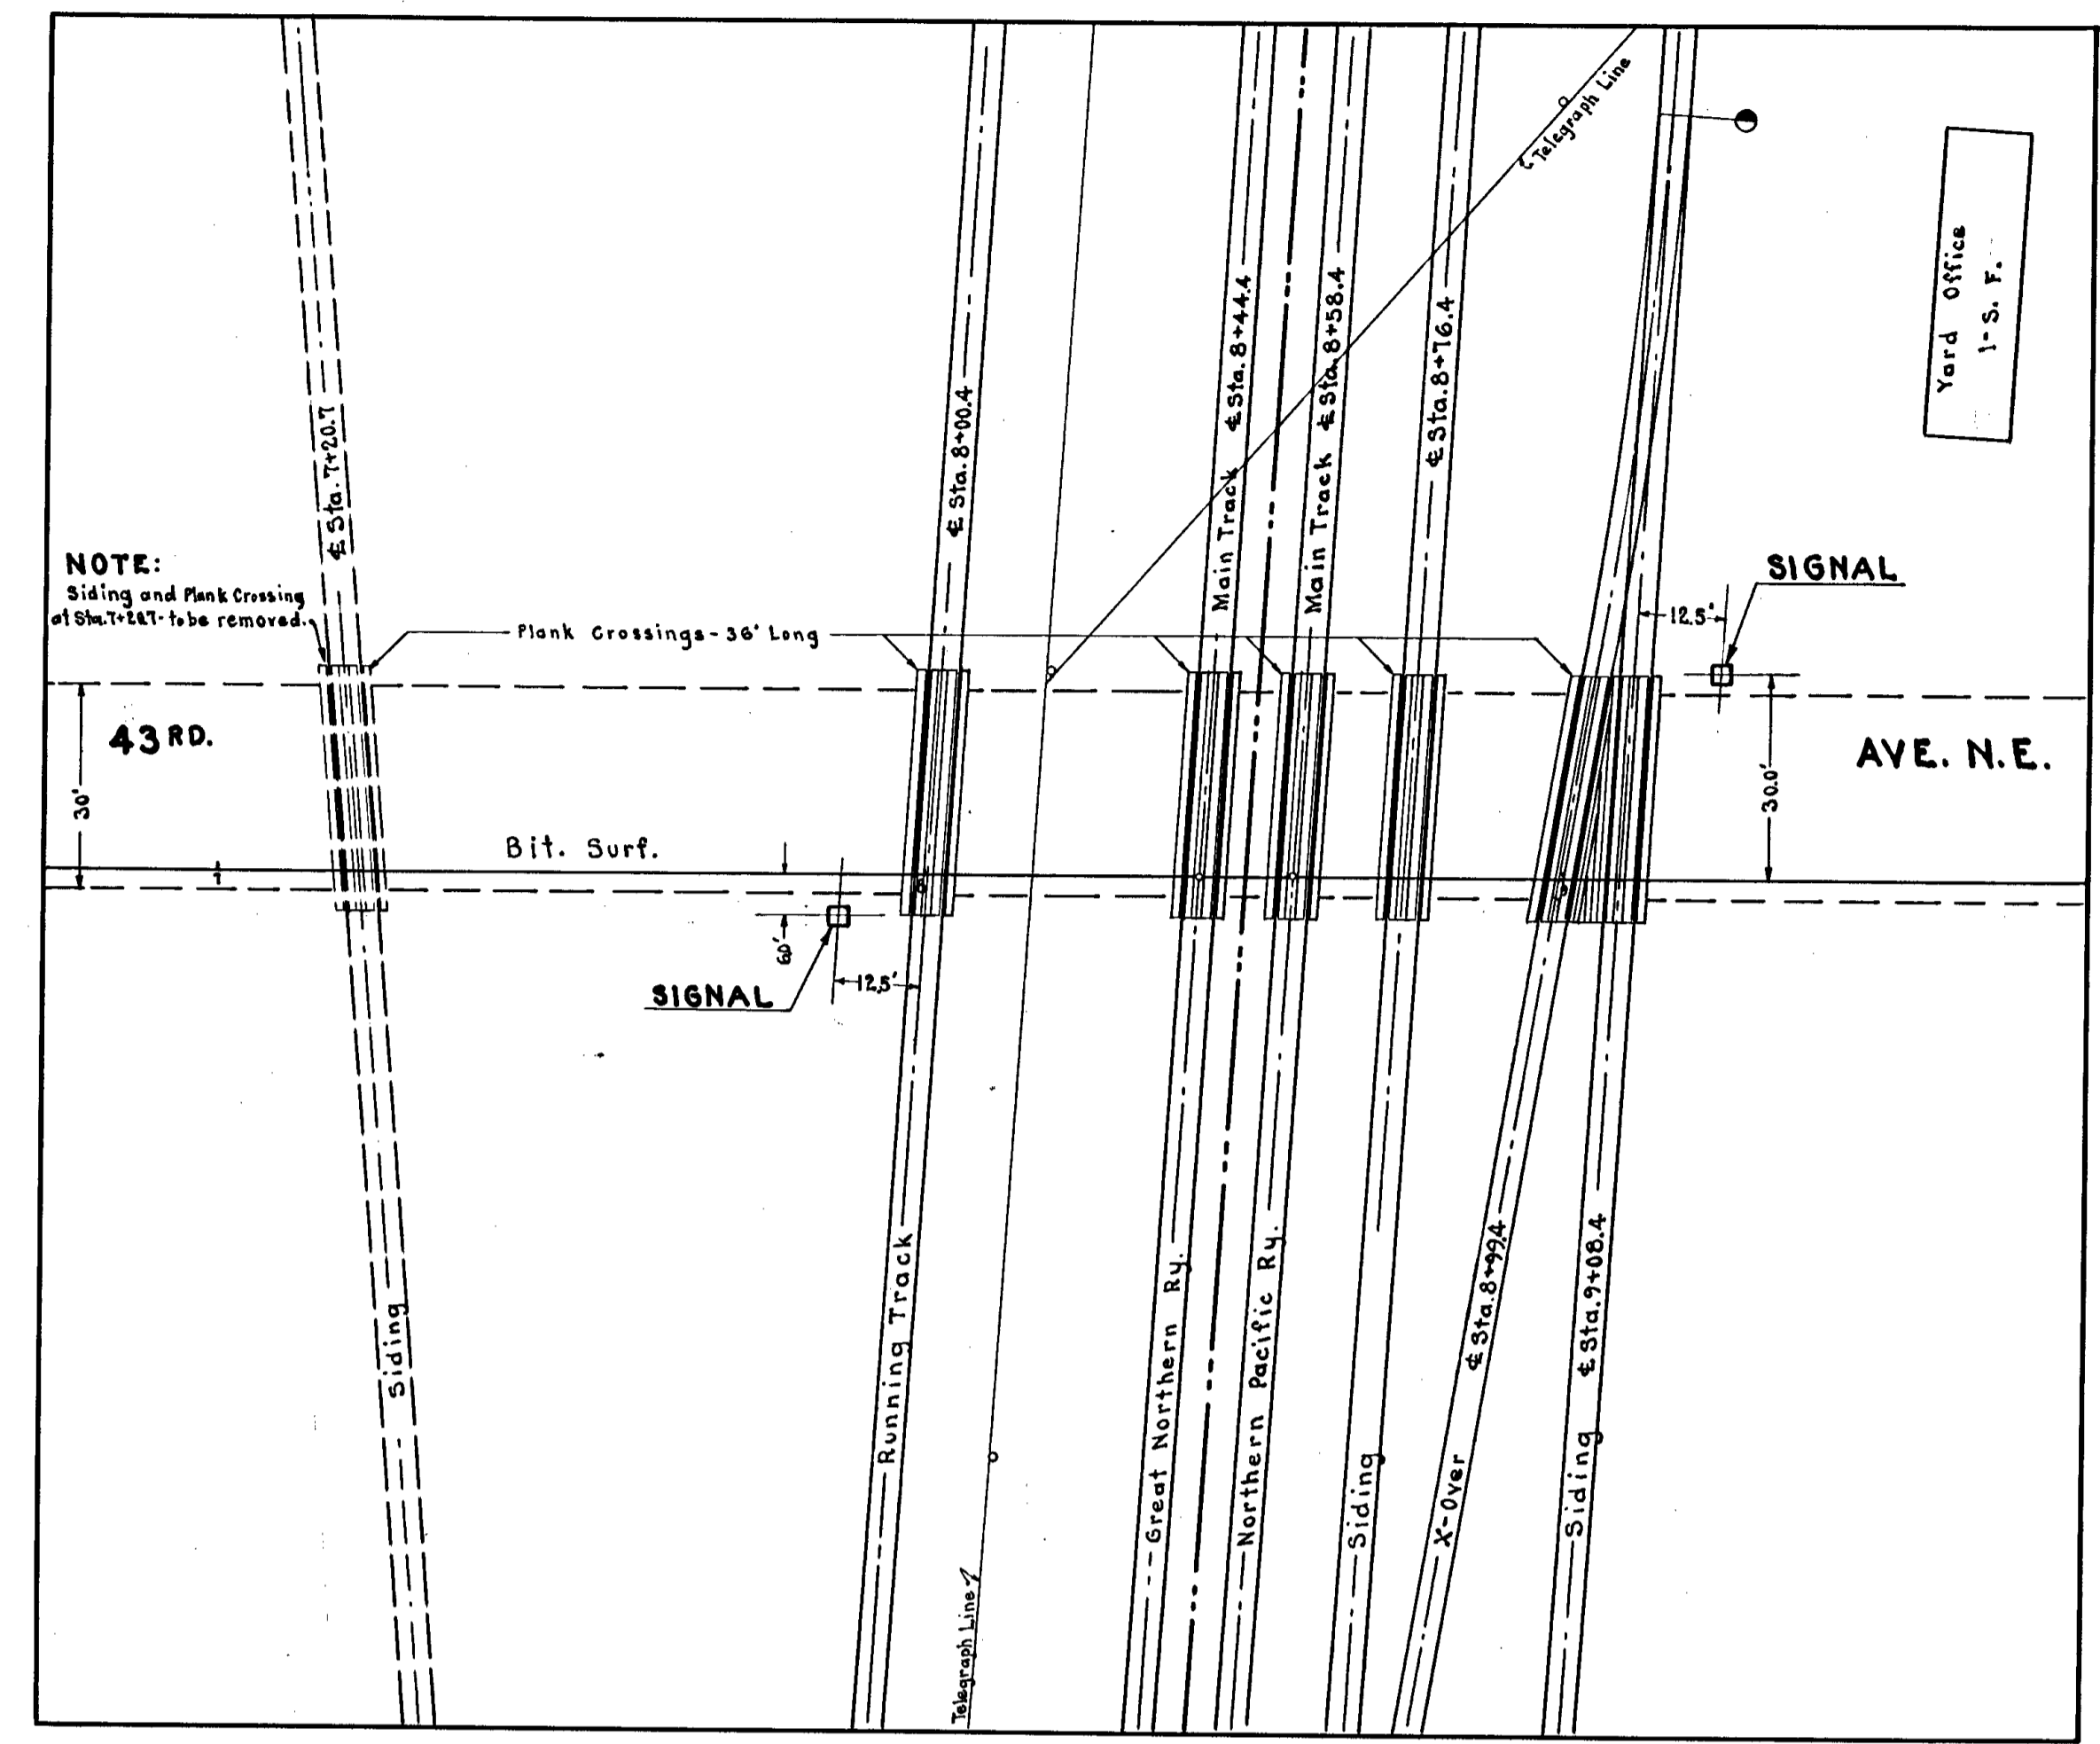 Telegraph Line
Yard Office
1-S. F.
℄ Sta. 7+20.7
℄ Sta. 8+00.4
Main Track ℄ Sta. 8+44.4
Main Track ℄ Sta. 8+58.4
℄ Sta. 8+76.4
NOTE:
Siding and Plank Crossing
at Sta. 7+20.7 - to be removed.
Plank Crossings - 36' Long
SIGNAL
12.5'
43 RD.
AVE. N.E.
30'
30.0'
Bit. Surf.
6.0'
12.5'
SIGNAL
Siding
Running Track
Telegraph Line
Great Northern Ry.
Northern Pacific Ry.
Siding
X-Over
℄ Sta. 8+99.4
Siding ℄ Sta. 9+08.4